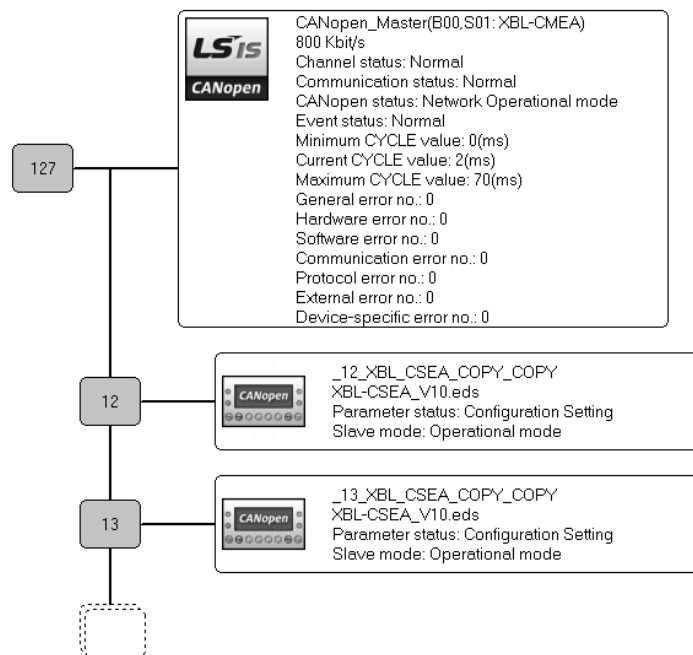 LSis
CANopen
CANopen_Master(B00,S01: XBL-CMEA)
800 Kbit/s
Channel status: Normal
Communication status: Normal
CANopen status: Network Operational mode
Event status: Normal
Minimum CYCLE value: 0(ms)
Current CYCLE value: 2(ms)
Maximum CYCLE value: 70(ms)
General error no.: 0
Hardware error no.: 0
Software error no.: 0
Communication error no.: 0
Protocol error no.: 0
External error no.: 0
Device-specific error no.: 0
127
12
CANopen
_12_XBL_CSEA_COPY_COPY
XBL-CSEA_V10.eds
Parameter status: Configuration Setting
Slave mode: Operational mode
13
CANopen
_13_XBL_CSEA_COPY_COPY
XBL-CSEA_V10.eds
Parameter status: Configuration Setting
Slave mode: Operational mode